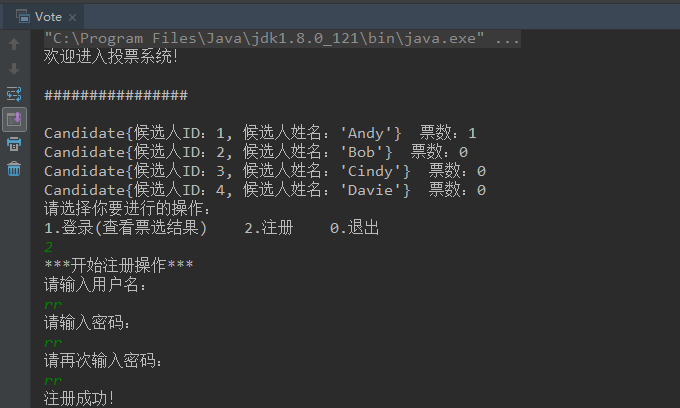 Vote
"C:\Program Files\Java\jdk1.8.0_121\bin\java.exe" ...
欢迎进入投票系统!
################
Candidate{候选人ID: 1, 候选人姓名: 'Andy'} 票数: 1
Candidate{候选人ID: 2, 候选人姓名: 'Bob'} 票数: 0
Candidate{候选人ID: 3, 候选人姓名: 'Cindy'} 票数: 0
Candidate{候选人ID: 4, 候选人姓名: 'Davie'} 票数: 0
请选择你要进行的操作:
1.登录(查看票选结果) 2.注册 0.退出
2
***开始注册操作***
请输入用户名:
rr
请输入密码:
rr
请再次输入密码:
rr
注册成功!